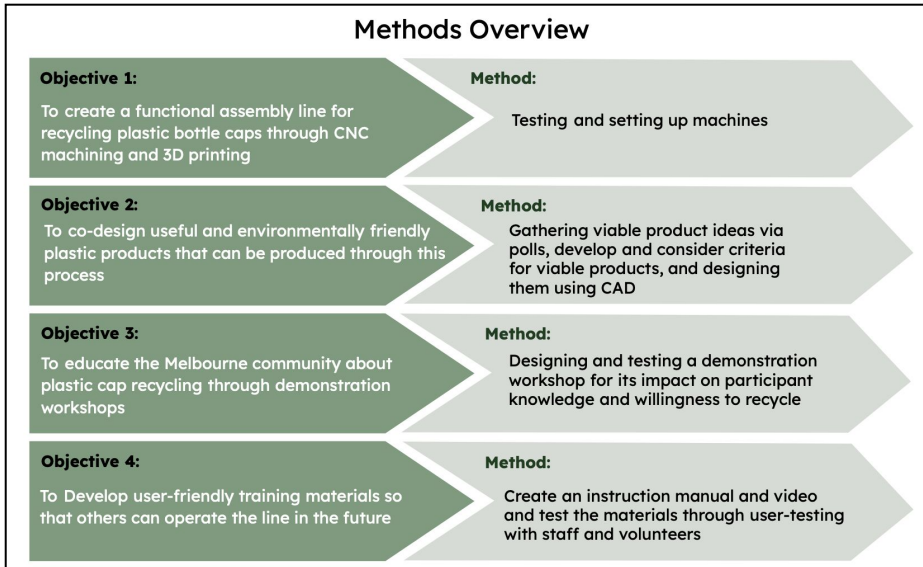 Methods Overview
Objective 1:
To create a functional assembly line for
recycling plastic bottle caps through CNC
machining and 3D printing
Method:
Testing and setting up machines
Objective 2:
To co-design useful and environmentally friendly
plastic products that can be produced through this
process
Method:
Gathering viable product ideas via
polls, develop and consider criteria
for viable products, and designing
them using CAD
Objective 3:
To educate the Melbourne community about
plastic cap recycling through demonstration
workshops
Method:
Designing and testing a demonstration
workshop for its impact on participant
knowledge and willingness to recycle
Objective 4:
To Develop user-friendly training materials so
that others can operate the line in the future
Method:
Create an instruction manual and video
and test the materials through user-testing
with staff and volunteers